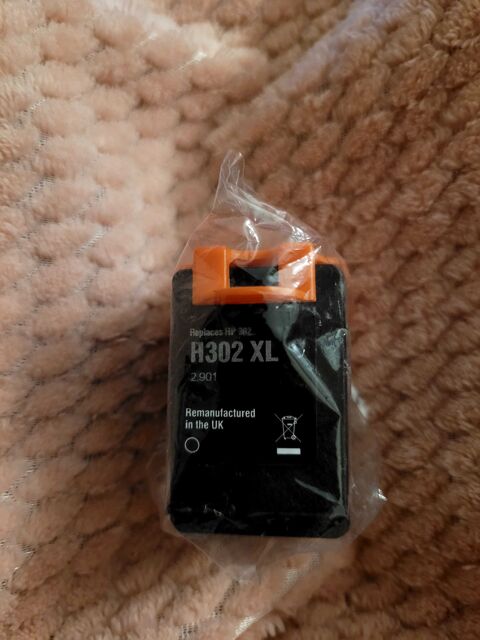 Replaces HP 302
H302 XL
2.901
Remanufactured
in the UK